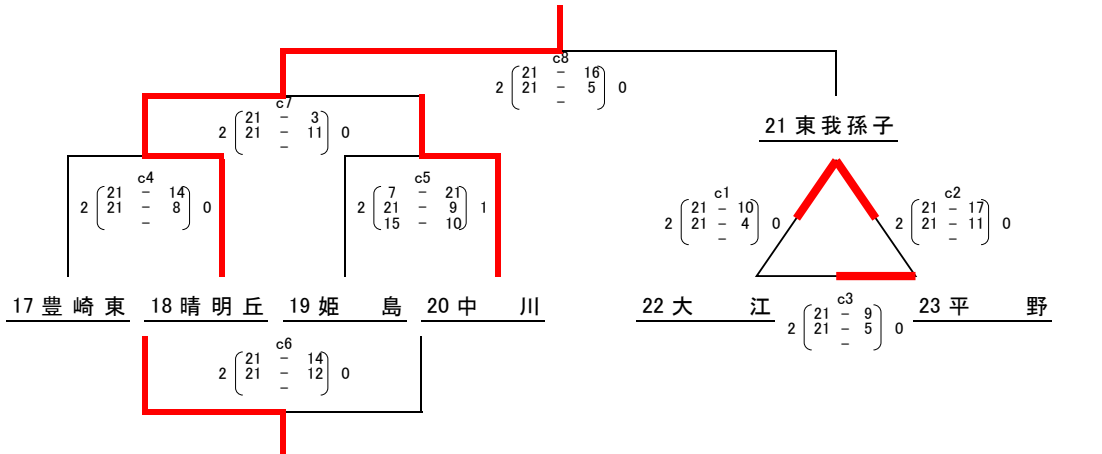 c8
21 - 16
2 21 - 5 0
-
c7
21 - 3
2 21 - 11 0
-
21 東我孫子
c4
21 - 14
2 21 - 8 0
-
c5
7 - 21
2 21 - 9 1
15 - 10
c1
21 - 10
2 21 - 4 0
-
c2
21 - 17
2 21 - 11 0
-
17 豊崎東 18 晴明丘 19 姫島 20 中川
22 大江 23 平野
c3
21 - 9
2 21 - 5 0
-
c6
21 - 14
2 21 - 12 0
-